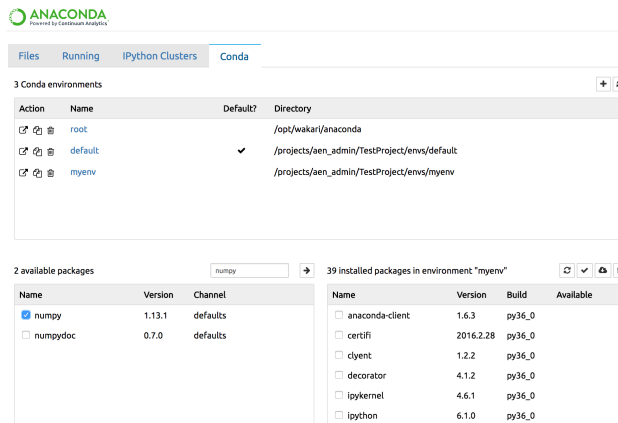 ANACONDA
Powered by Continuum Analytics
Files Running IPython Clusters Conda
3 Conda environments
Action Name Default? Directory
root /opt/wakari/anaconda
default /projects/aen_admin/TestProject/envs/default
myenv /projects/aen_admin/TestProject/envs/myenv
2 available packages numpy 39 installed packages in environment "myenv"
Name Version Channel Name Version Build Available
numpy 1.13.1 defaults anaconda-client 1.6.3 py36_0
numpydoc 0.7.0 defaults certifi 2016.2.28 py36_0
clyent 1.2.2 py36_0
decorator 4.1.2 py36_0
ipykernel 4.6.1 py36_0
ipython 6.1.0 py36_0